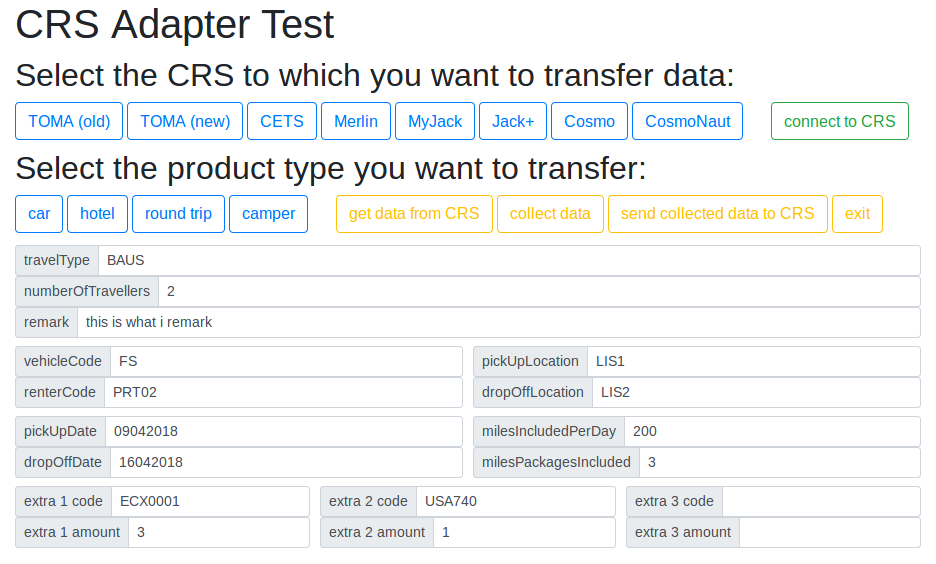 CRS Adapter Test
Select the CRS to which you want to transfer data:
TOMA (old) TOMA (new) CETS Merlin MyJack Jack+ Cosmo CosmoNaut connect to CRS
Select the product type you want to transfer:
car hotel round trip camper get data from CRS collect data send collected data to CRS exit
travelType BAUS
numberOfTravellers 2
remark this is what i remark
vehicleCode FS pickUpLocation LIS1
renterCode PRT02 dropOffLocation LIS2
pickUpDate 09042018 milesIncludedPerDay 200
dropOffDate 16042018 milesPackagesIncluded 3
extra 1 code ECX0001 extra 2 code USA740 extra 3 code
extra 1 amount 3 extra 2 amount 1 extra 3 amount